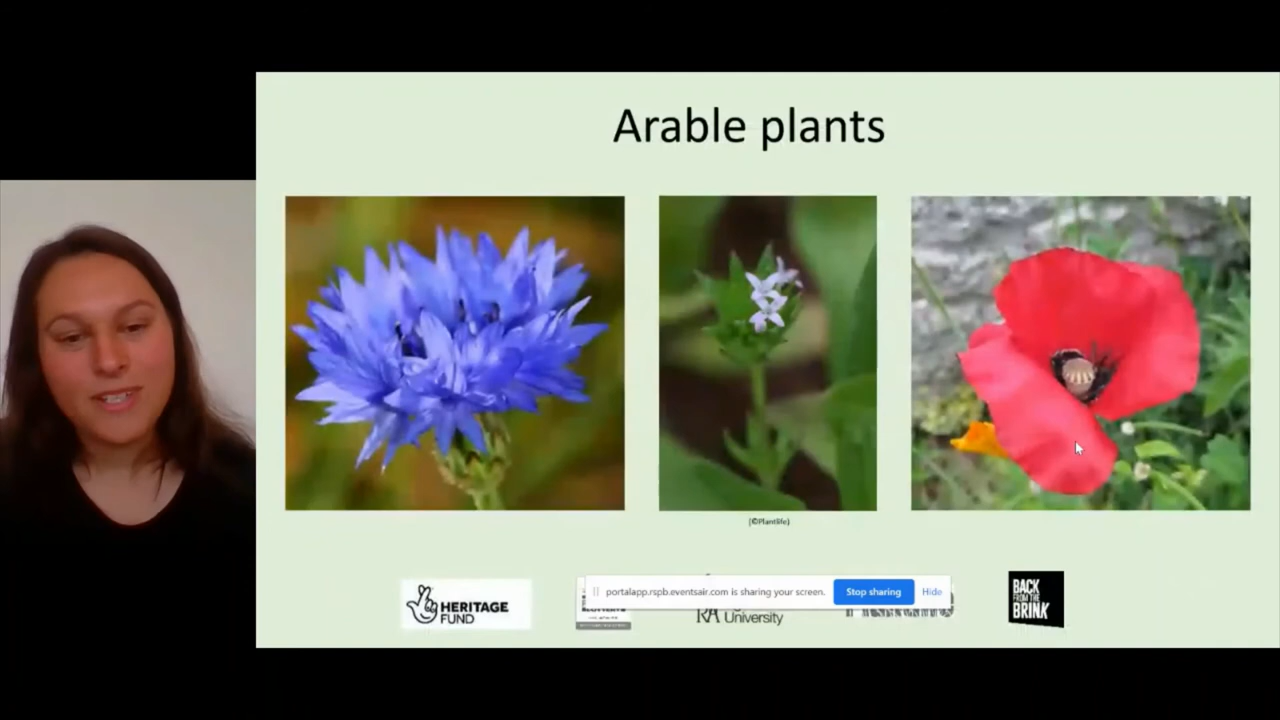 Arable plants
(©Plantlife)
HERITAGE
FUND
portalapp.rspb.eventsair.com is sharing your screen.
Stop sharing
Hide
University
BACK
FROM THE
BRINK